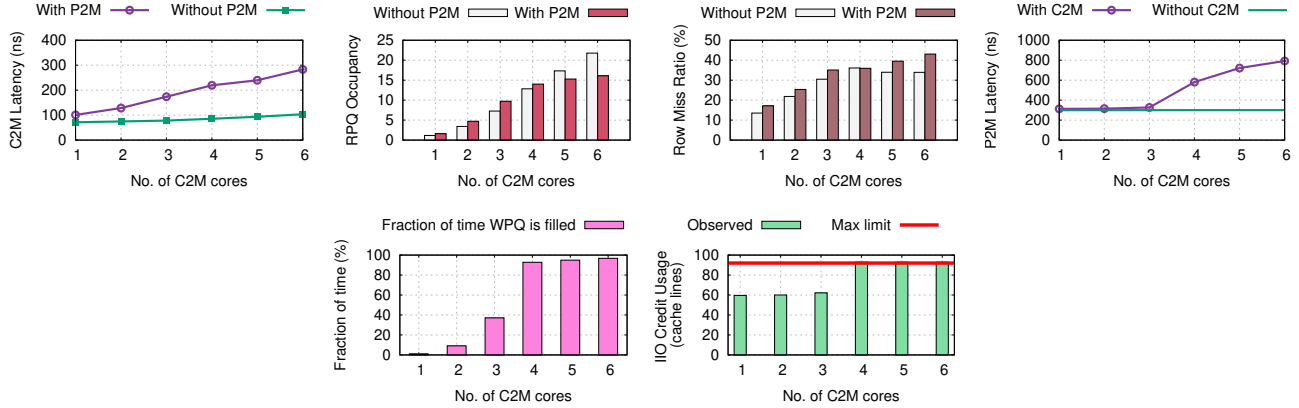 With P2M
Without P2M
C2M Latency (ns)
400
300
200
100
0
1 2 3 4 5 6
No. of C2M cores
Without P2M
With P2M
RPQ Occupancy
25
20
15
10
5
0
1 2 3 4 5 6
No. of C2M cores
Without P2M
With P2M
Row Miss Ratio (%)
50
40
30
20
10
0
1 2 3 4 5 6
No. of C2M cores
With C2M
Without C2M
P2M Latency (ns)
1000
800
600
400
200
0
1 2 3 4 5 6
No. of C2M cores
Fraction of time WPQ is filled
Fraction of time (%)
100
80
60
40
20
0
1 2 3 4 5 6
No. of C2M cores
Observed
Max limit
IIO Credit Usage
(cache lines)
100
80
60
40
20
0
1 2 3 4 5 6
No. of C2M cores